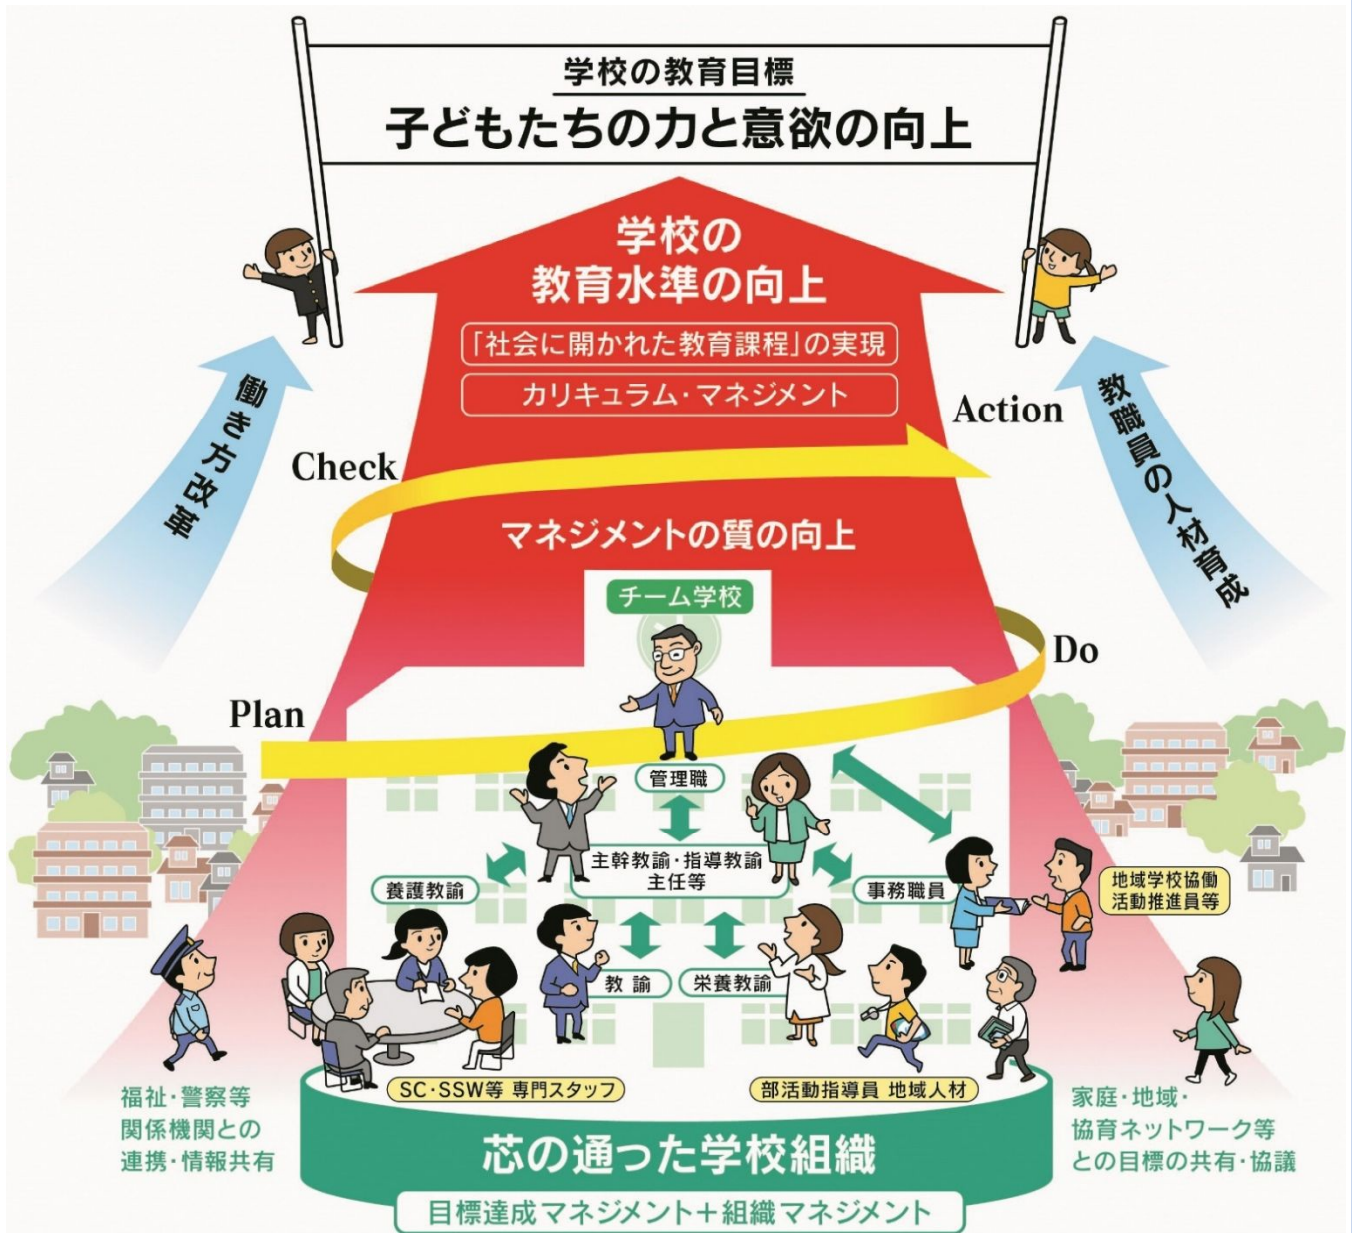 学校の教育目標
子どもたちの力と意欲の向上
学校の
教育水準の向上
「社会に開かれた教育課程」の実現
カリキュラム・マネジメント
働き方改革
教職員の人材育成
Action
Check
マネジメントの質の向上
チーム学校
Do
Plan
管理職
主幹教諭・指導教諭
主任等
養護教諭
事務職員
地域学校協働
活動推進員等
教諭
栄養教諭
SC・SSW等 専門スタッフ
部活動指導員 地域人材
福祉・警察等
関係機関との
連携・情報共有
家庭・地域・
協育ネットワーク等
との目標の共有・協議
芯の通った学校組織
目標達成マネジメント＋組織マネジメント